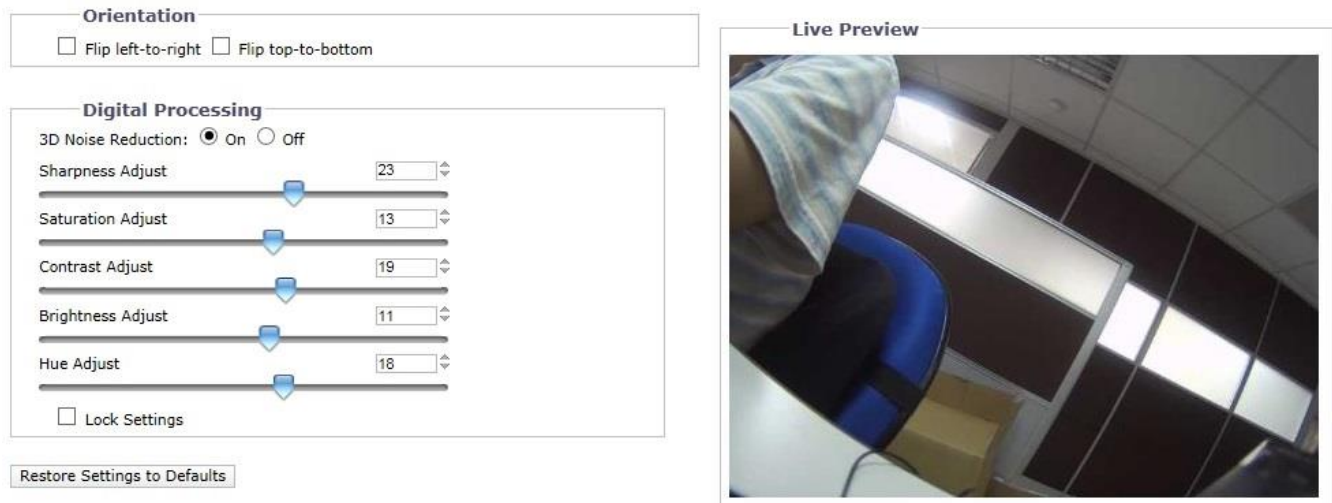 Orientation
Flip left-to-right Flip top-to-bottom
Digital Processing
3D Noise Reduction: On Off
Sharpness Adjust 23
Saturation Adjust 13
Contrast Adjust 19
Brightness Adjust 11
Hue Adjust 18
Lock Settings
Restore Settings to Defaults
Live Preview